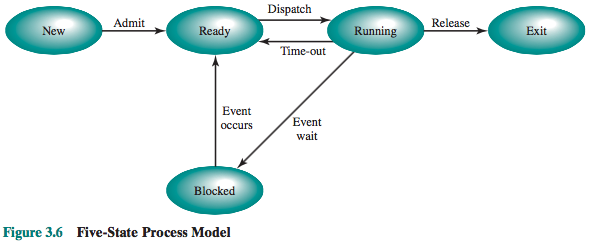 Dispatch
New
Admit
Ready
Running
Release
Exit
Time-out
Event
occurs
Event
wait
Blocked
Figure 3.6 Five-State Process Model